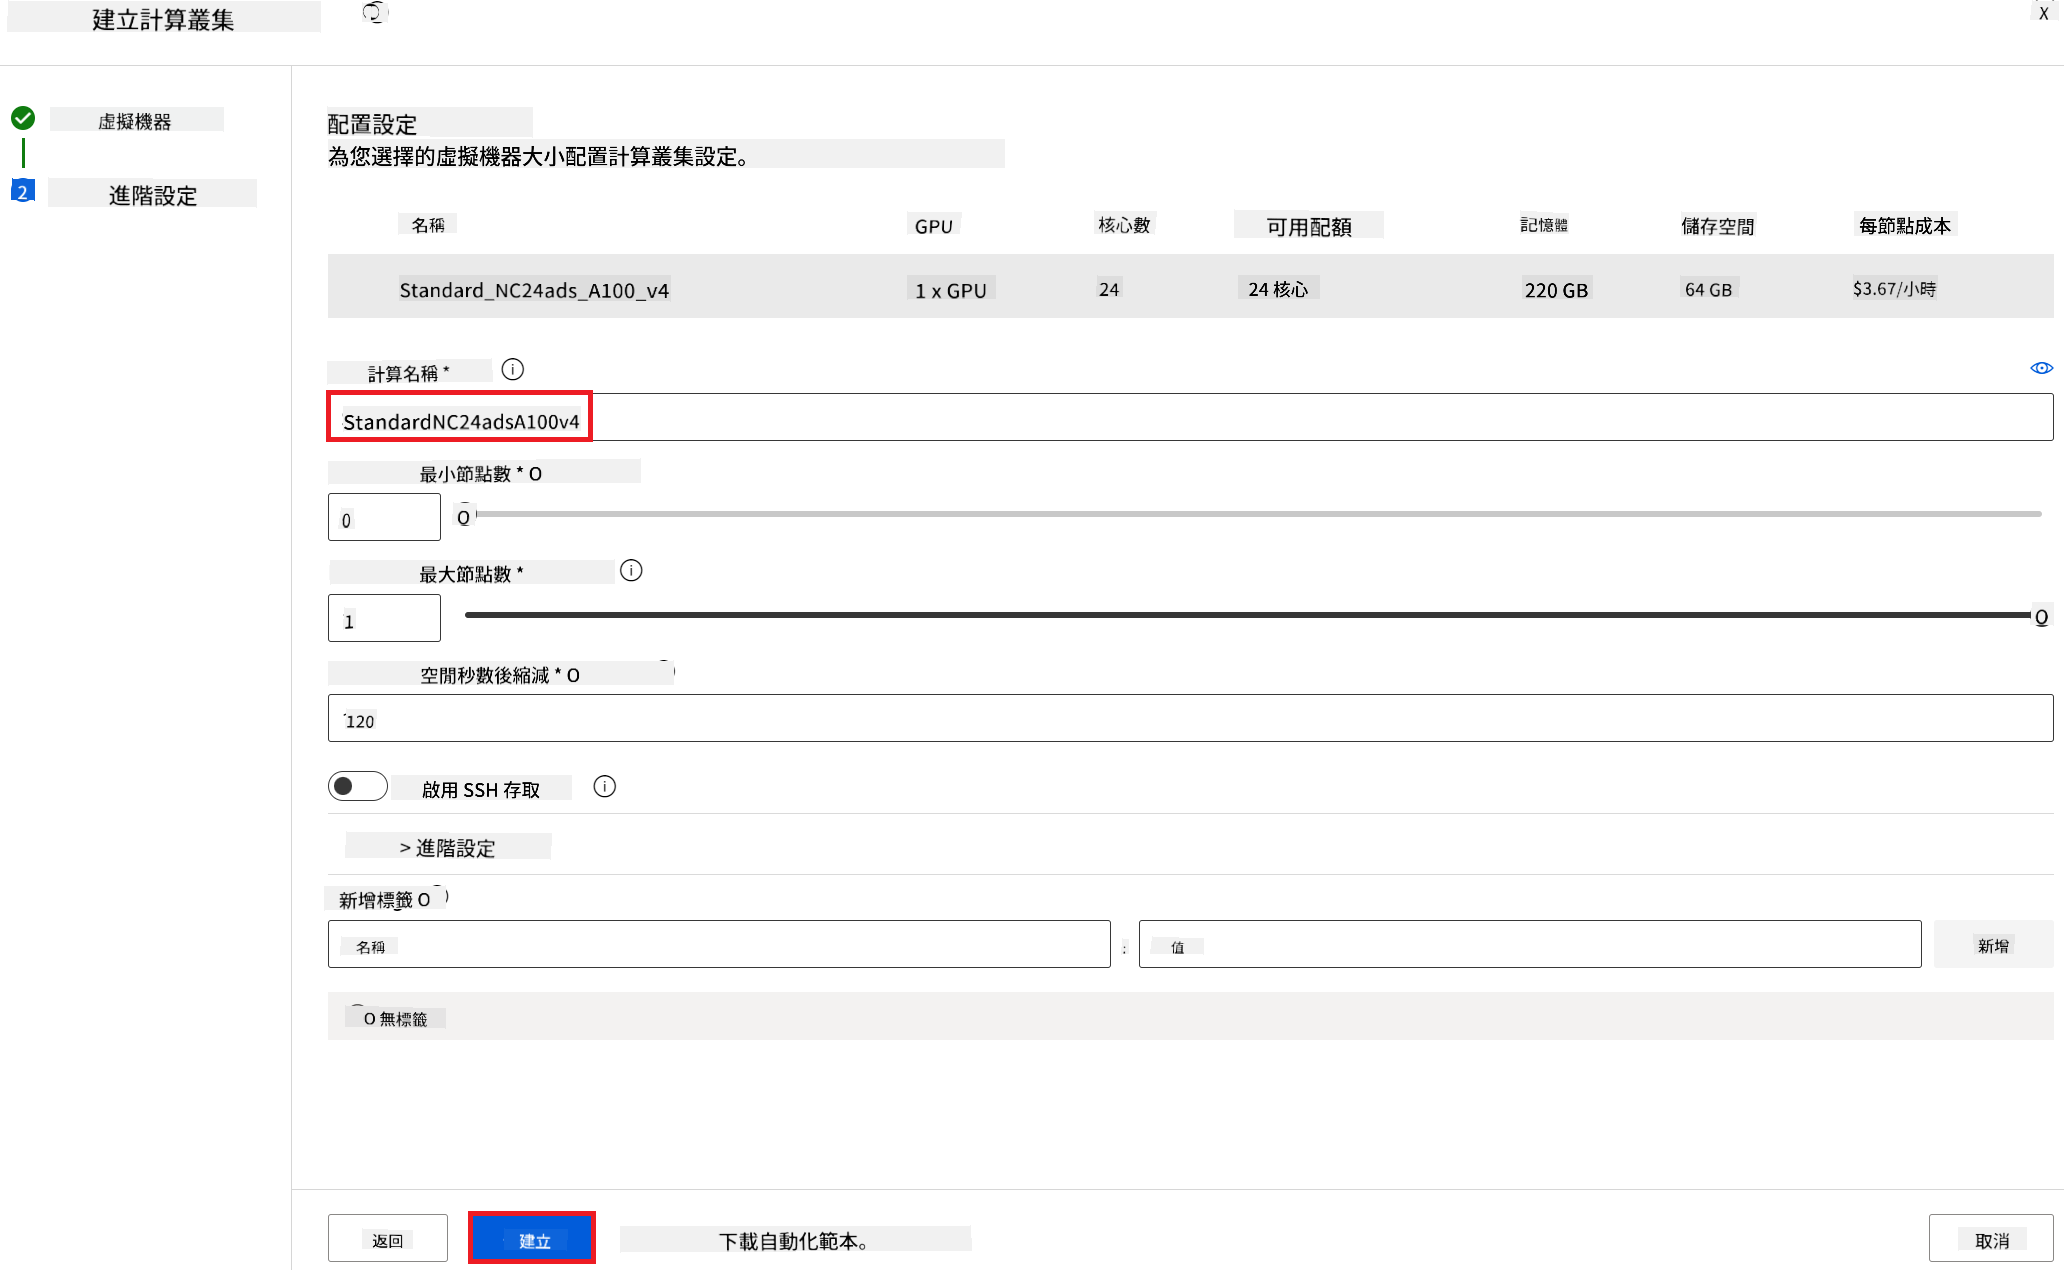 建立計算叢集
X
虛擬機器
2 進階設定
配置設定
為您選擇的虛擬機器大小配置計算叢集設定。
名稱 GPU 核心數 可用配額 記憶體 儲存空間 每節點成本
Standard_NC24ads_A100_v4 1 x GPU 24 24 核心 220 GB 64 GB $3.67/小時
計算名稱 *
StandardNC24adsA100v4
最小節點數 * O
0
最大節點數 *
1
空閒秒數後縮減 * O
120
啟用 SSH 存取
> 進階設定
新增標籤 O
名稱 : 值 新增
O 無標籤
返回 建立 下載自動化範本。 取消